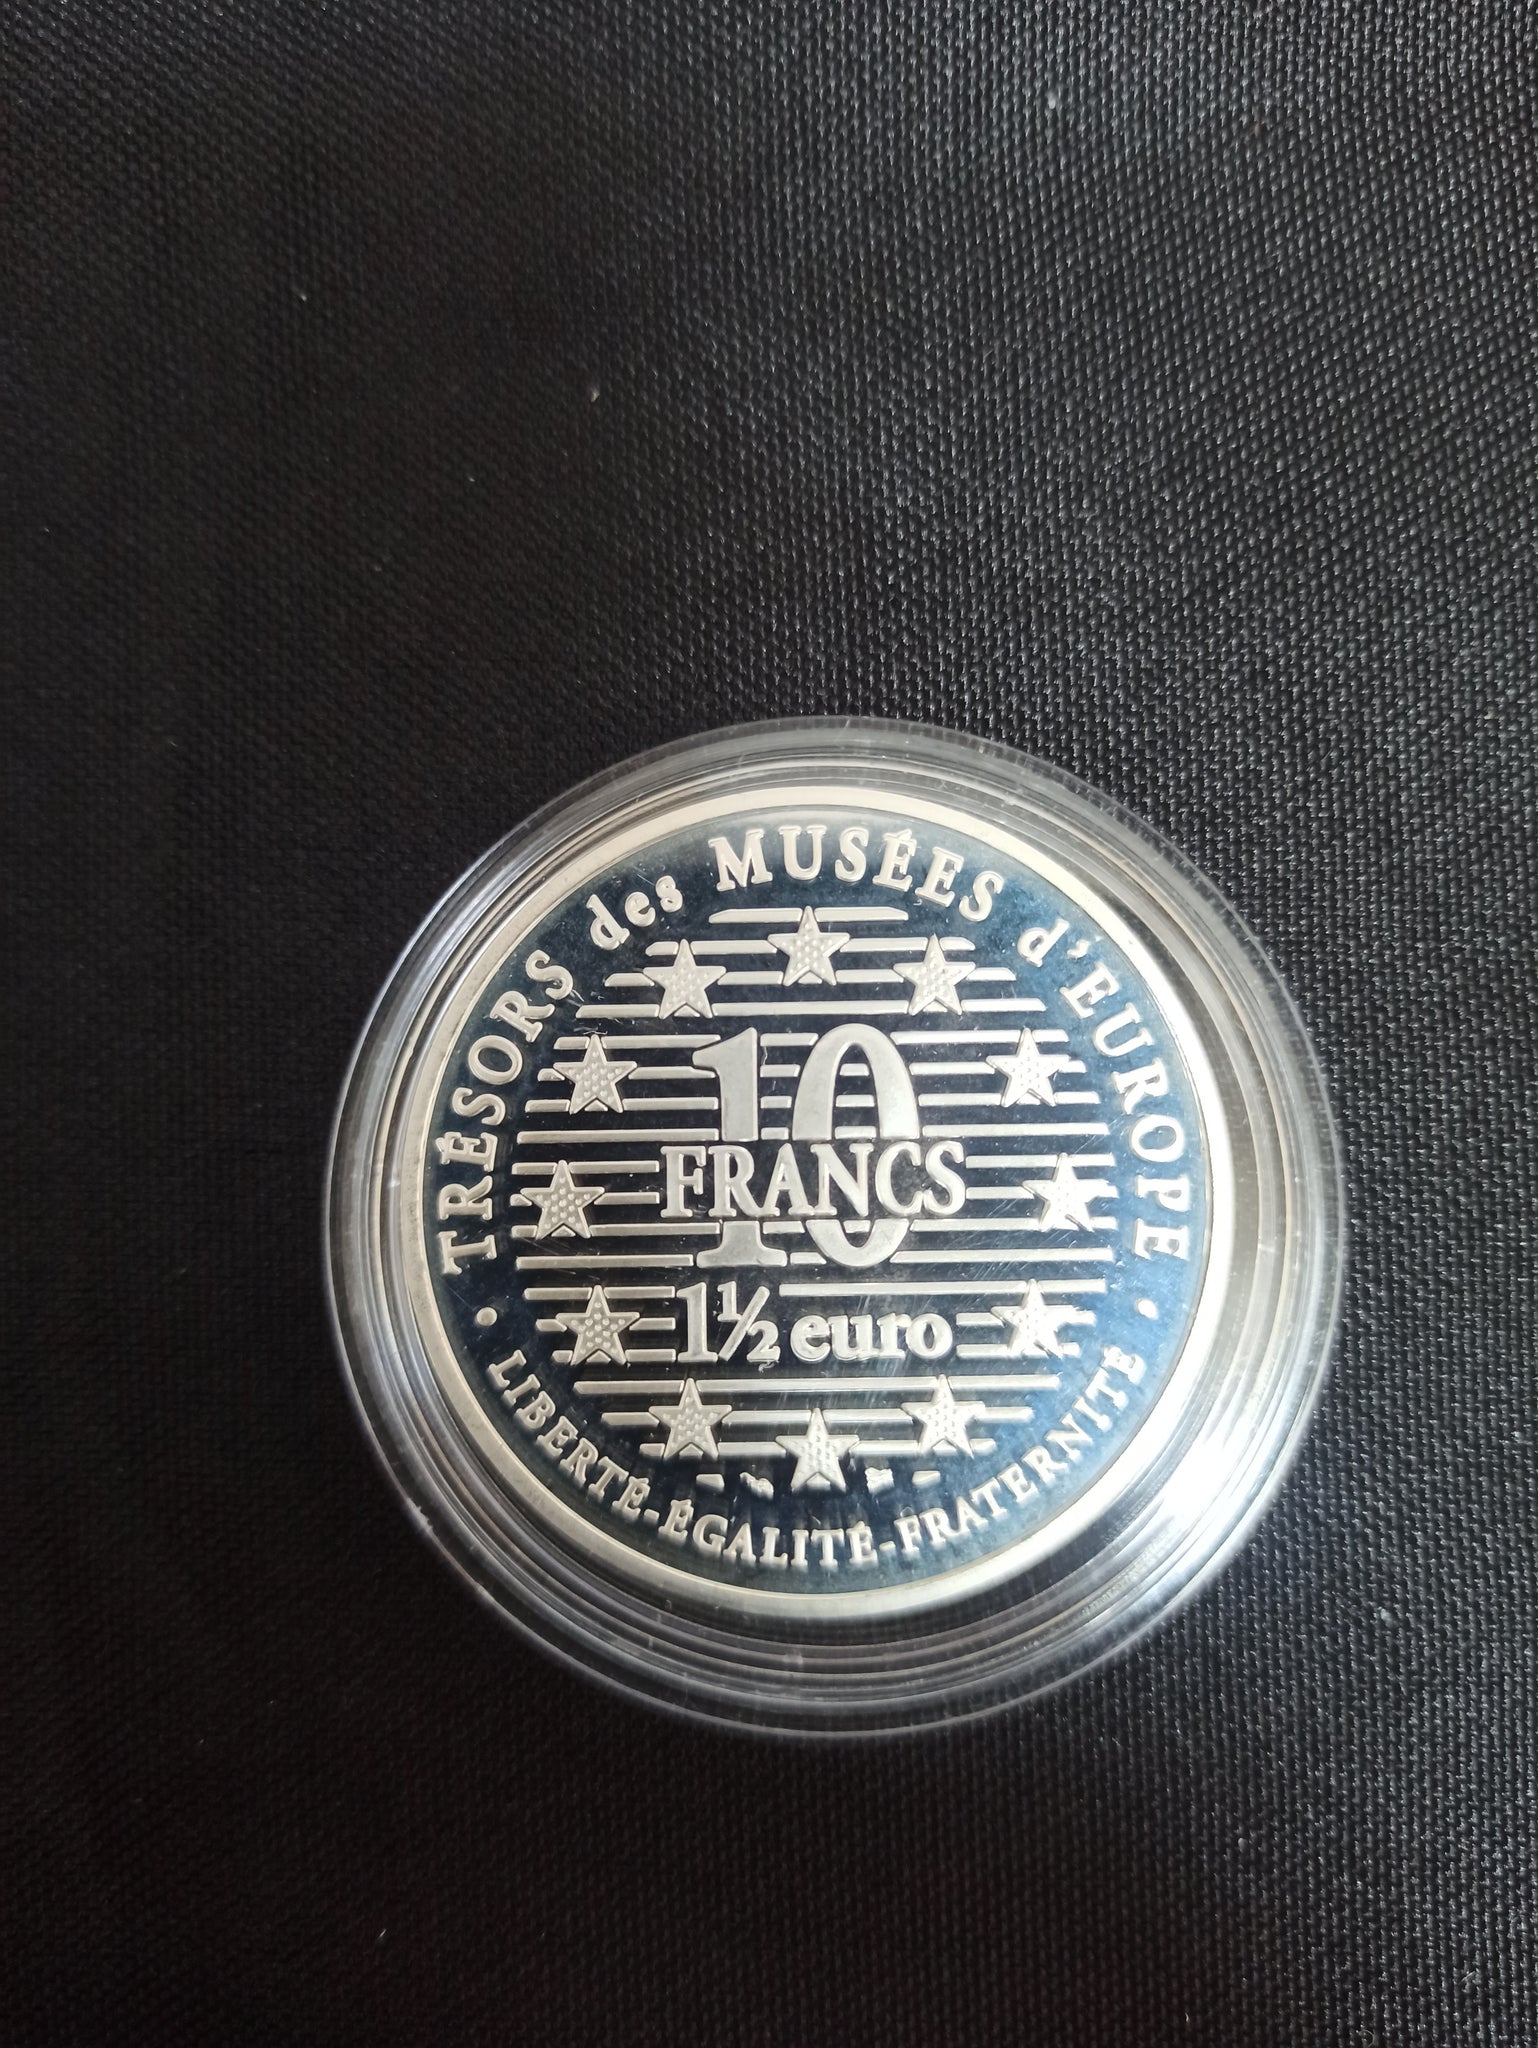 TRÉSORS des MUSÉES d'EUROPE
10
FRANCS
1½ euro
LIBERTÉ-ÉGALITÉ-FRATERNITÉ